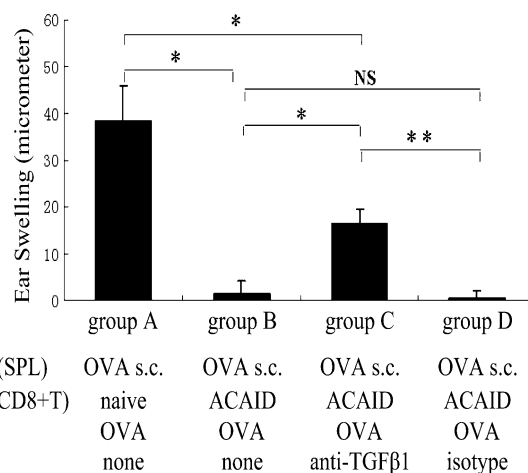 Ear Swelling (micrometer)
60
50
40
30
20
10
0
*
*
NS
*
**
group A group B group C group D
(SPL) OVA s.c. OVA s.c. OVA s.c. OVA s.c.
CD8+T) naive ACAID ACAID ACAID
OVA OVA OVA OVA
none none anti-TGFβ1 isotype